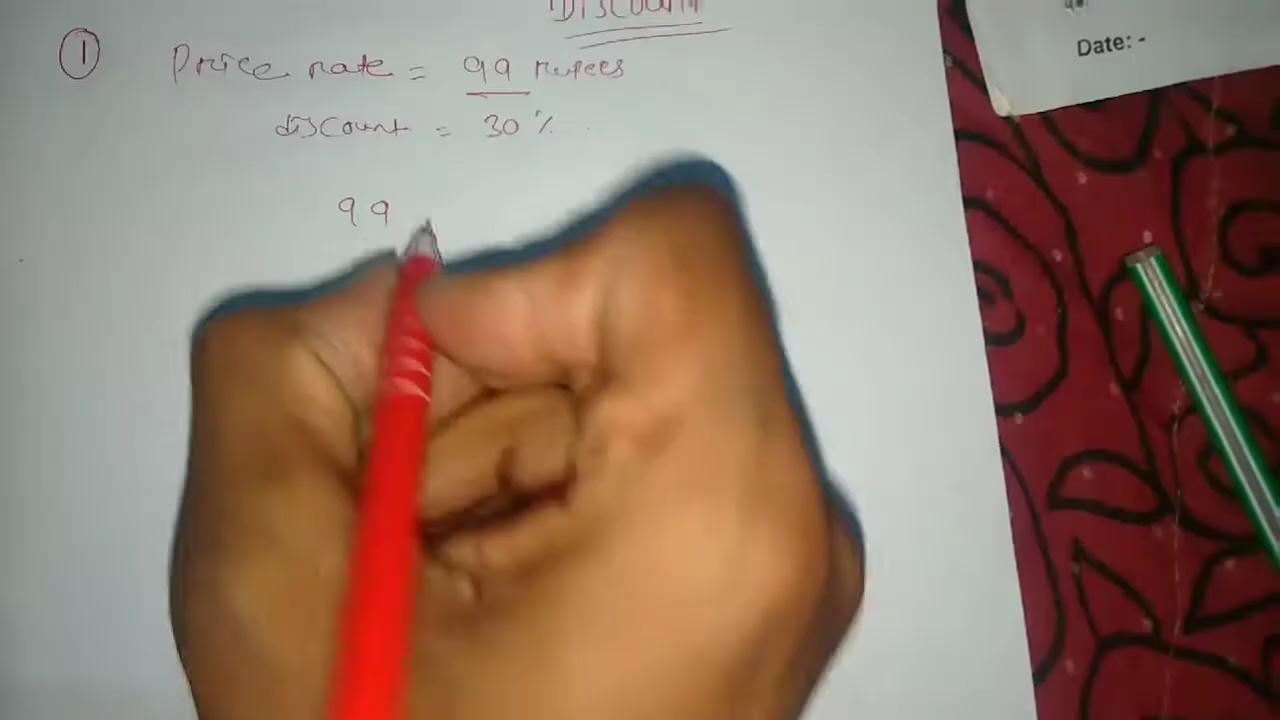 Discount
① Price rate = 99 rupees
discount = 30%
99
Date: -